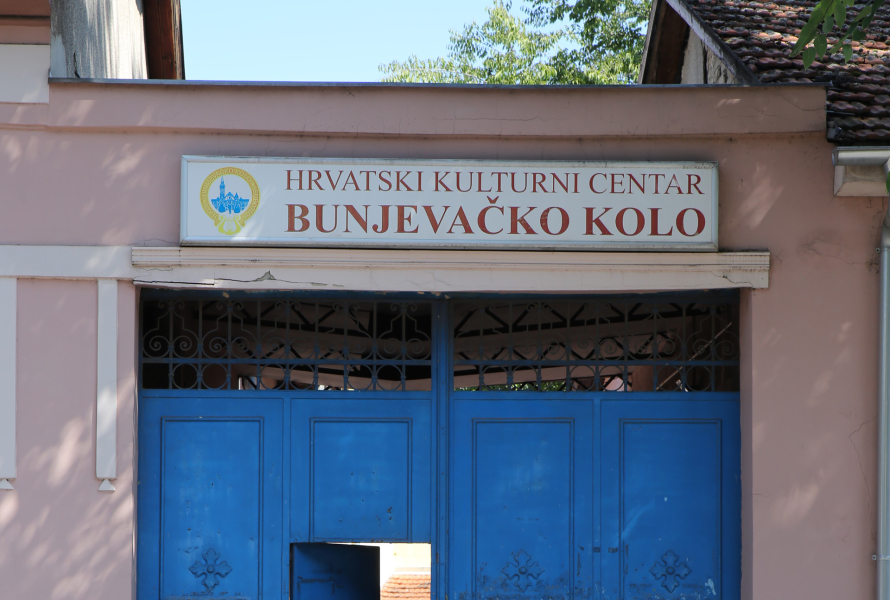 HRVATSKI KULTURNI CENTAR
BUNJEVAČKO KOLO